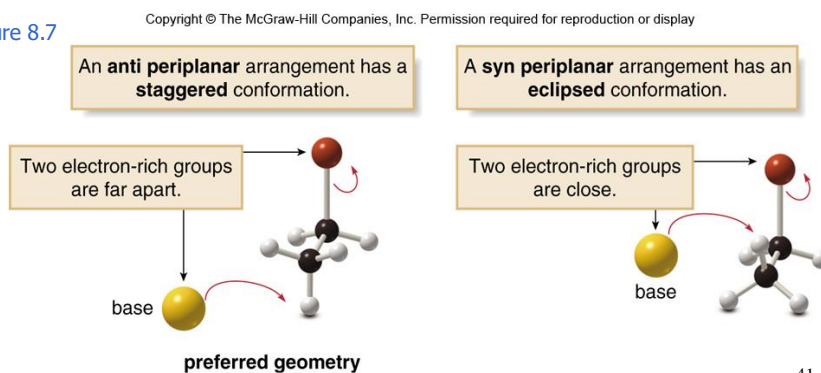 Copyright © The McGraw-Hill Companies, Inc. Permission required for reproduction or display
8.7
An anti periplanar arrangement has a
staggered conformation.
A syn periplanar arrangement has an
eclipsed conformation.
Two electron-rich groups
are far apart.
Two electron-rich groups
are close.
base
base
preferred geometry